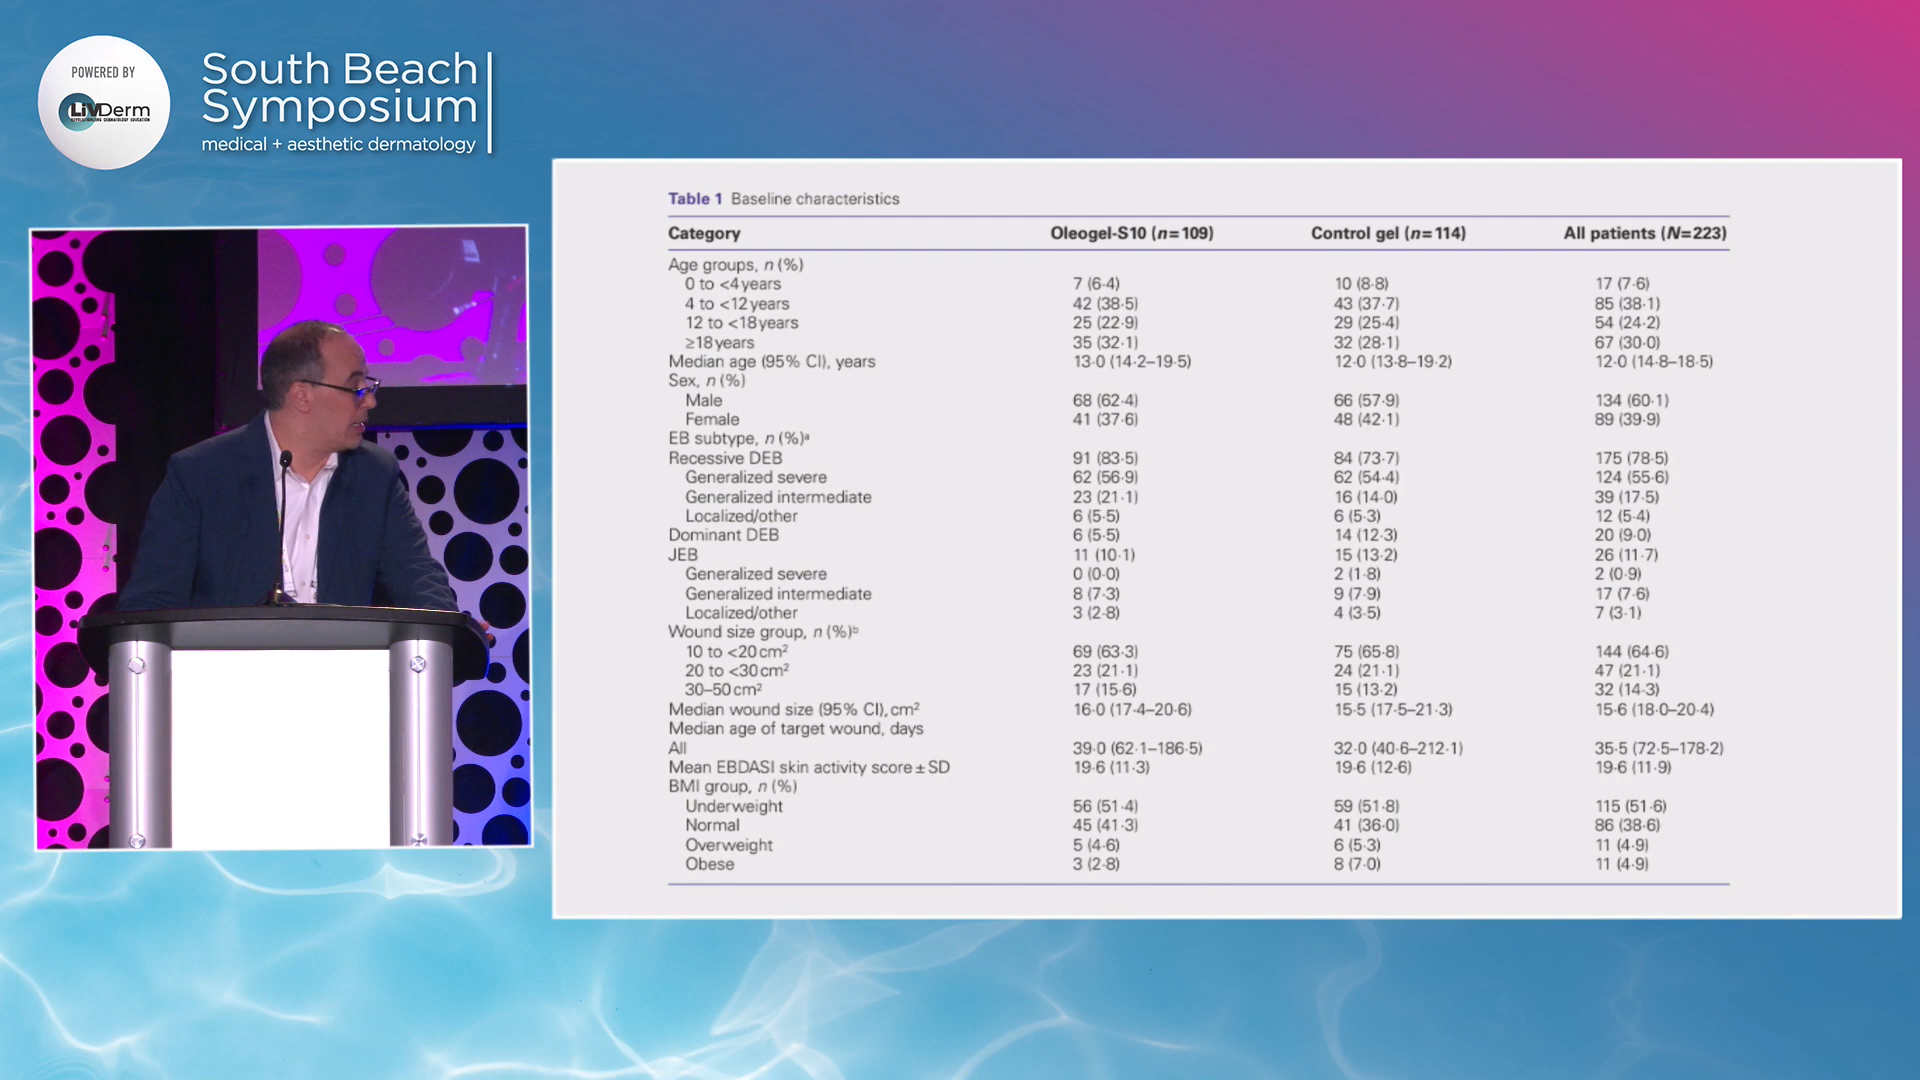 POWERED BY
LiVDerm
REVOLUTIONIZING DERMATOLOGY EDUCATION
South Beach
Symposium
medical + aesthetic dermatology
Table 1 Baseline characteristics
Category Oleogel-S10 (n=109) Control gel (n=114) All patients (N=223)
Age groups, n (%)
0 to <4 years 7 (6·4) 10 (8·8) 17 (7·6)
4 to <12 years 42 (38·5) 43 (37·7) 85 (38·1)
12 to <18 years 25 (22·9) 29 (25·4) 54 (24·2)
≥18 years 35 (32·1) 32 (28·1) 67 (30·0)
Median age (95% CI), years 13·0 (14·2–19·5) 12·0 (13·8–19·2) 12·0 (14·8–18·5)
Sex, n (%)
Male 68 (62·4) 66 (57·9) 134 (60·1)
Female 41 (37·6) 48 (42·1) 89 (39·9)
EB subtype, n (%)ᵃ
Recessive DEB 91 (83·5) 84 (73·7) 175 (78·5)
Generalized severe 62 (56·9) 62 (54·4) 124 (55·6)
Generalized intermediate 23 (21·1) 16 (14·0) 39 (17·5)
Localized/other 6 (5·5) 6 (5·3) 12 (5·4)
Dominant DEB 6 (5·5) 14 (12·3) 20 (9·0)
JEB 11 (10·1) 15 (13·2) 26 (11·7)
Generalized severe 0 (0·0) 2 (1·8) 2 (0·9)
Generalized intermediate 8 (7·3) 9 (7·9) 17 (7·6)
Localized/other 3 (2·8) 4 (3·5) 7 (3·1)
Wound size group, n (%)ᵇ
10 to <20 cm² 69 (63·3) 75 (65·8) 144 (64·6)
20 to <30 cm² 23 (21·1) 24 (21·1) 47 (21·1)
30–50 cm² 17 (15·6) 15 (13·2) 32 (14·3)
Median wound size (95% CI), cm² 16·0 (17·4–20·6) 15·5 (17·5–21·3) 15·6 (18·0–20·4)
Median age of target wound, days
All 39·0 (62·1–186·5) 32·0 (40·6–212·1) 35·5 (72·5–178·2)
Mean EBDASI skin activity score ± SD 19·6 (11·3) 19·6 (12·6) 19·6 (11·9)
BMI group, n (%)
Underweight 56 (51·4) 59 (51·8) 115 (51·6)
Normal 45 (41·3) 41 (36·0) 86 (38·6)
Overweight 5 (4·6) 6 (5·3) 11 (4·9)
Obese 3 (2·8) 8 (7·0) 11 (4·9)